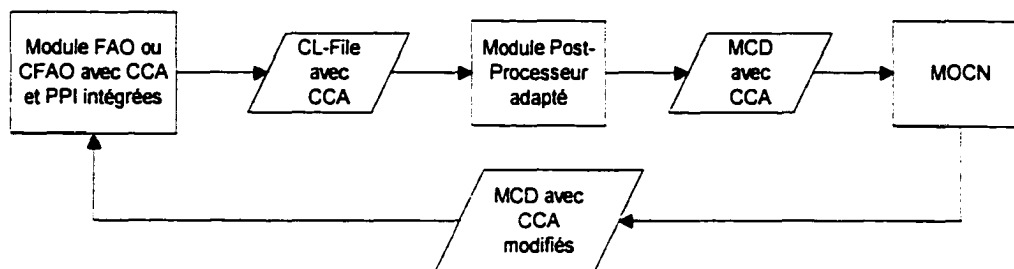 Module FAO ou
CFAO avec CCA
et PPI intégrées
CL-File
avec
CCA
Module Post-
Processeur
adapté
MCD
avec
CCA
MOCN
MCD avec
CCA
modifiés